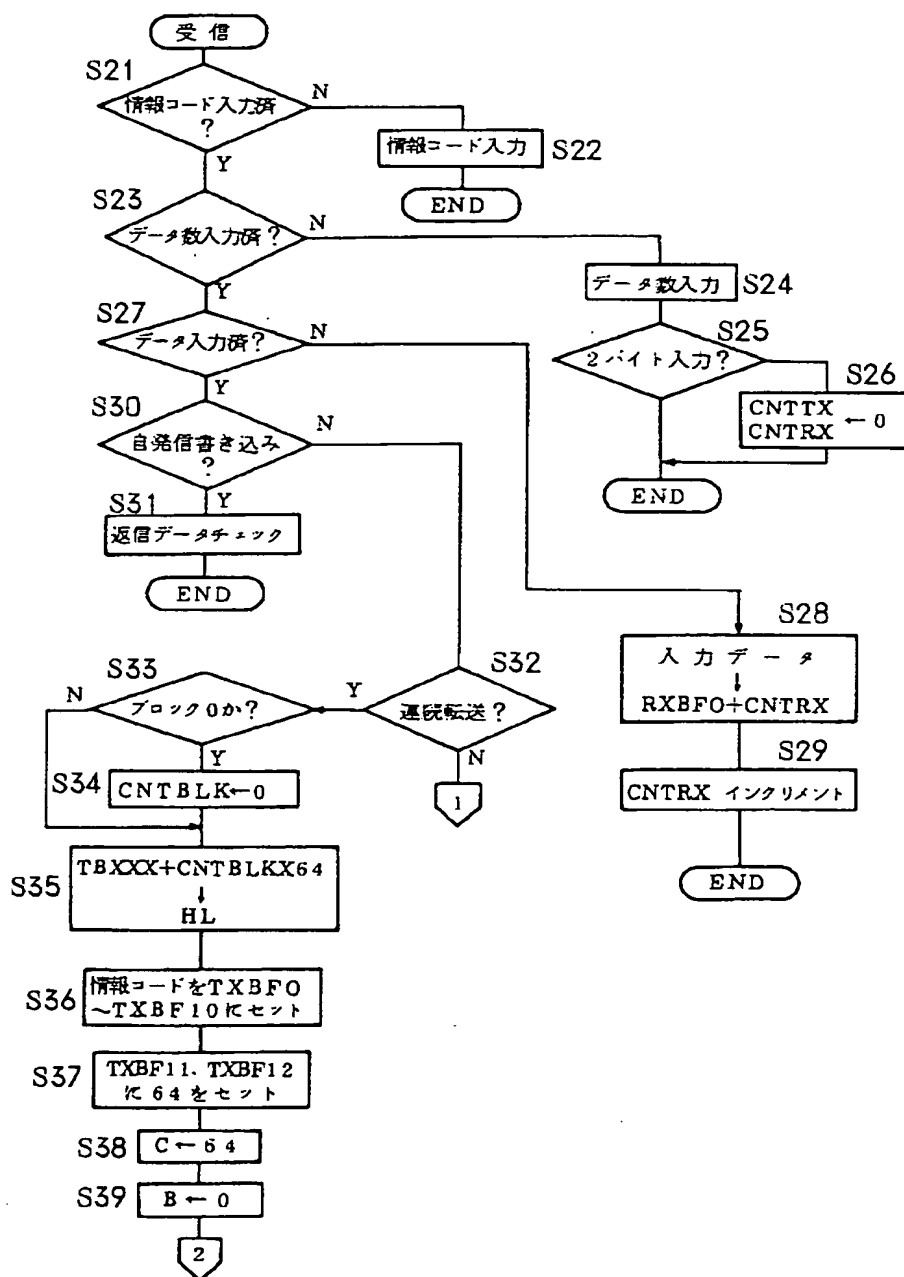 受信
S21
情報コード入力済
?
N
Y
情報コード入力
S22
END
S23
データ数入力済?
N
Y
データ数入力
S24
S25
2バイト入力?
S26
CNTTX
CNTRX
←0
END
S27
データ入力済?
N
Y
S30
自発信書き込み
?
N
Y
S31
返信データチェック
END
S28
入力データ
↓
RXBF0+CNTRX
S29
CNTRX インクリメント
END
S32
連続転送?
Y
N
1
S33
ブロック0か?
N
Y
S34
CNTBLK←0
S35
TBXXX+CNTBLKX64
↓
HL
S36
情報コードをTXBF0
~TXBF10にセット
S37
TXBF11、TXBF12
に64をセット
S38
C←64
S39
B←0
2